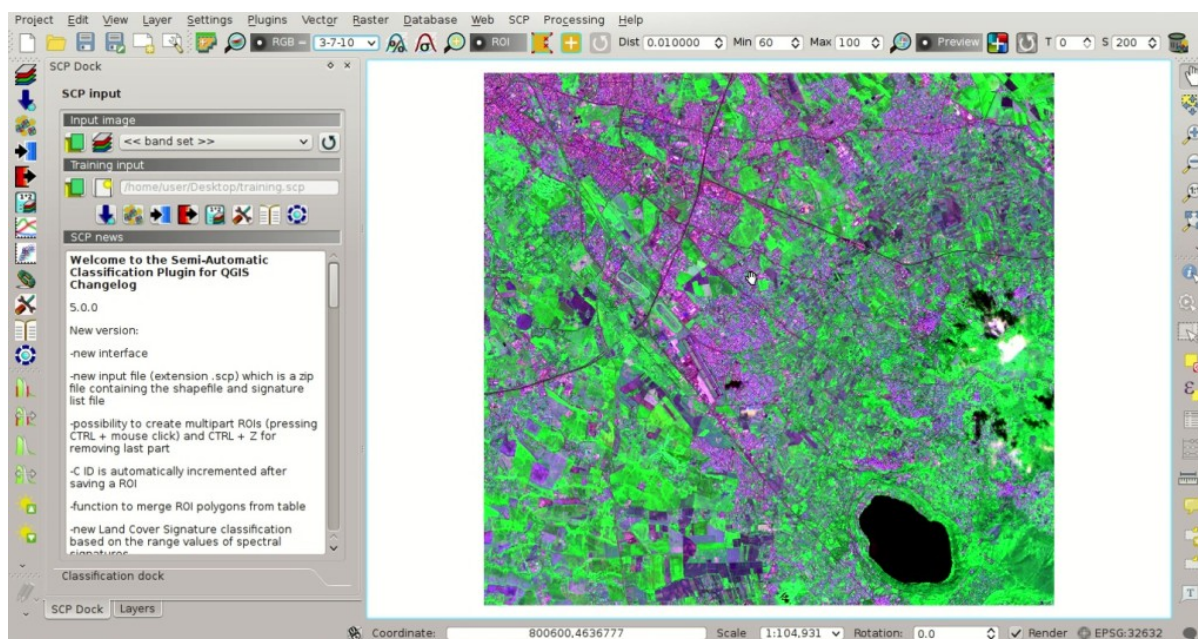 Project Edit View Layer Settings Plugins Vector Raster Database Web SCP Processing Help
RGB = 3-7-10 ROI Dist 0.010000 Min 60 Max 100 Preview T 0 S 200
SCP Dock
SCP input
Input image
<< band set >>
Training input
/home/user/Desktop/training.scp
SCP news
Welcome to the Semi-Automatic
Classification Plugin for QGIS
Changelog
5.0.0
New version:
-new interface
-new input file (extension .scp) which is a zip
file containing the shapefile and signature
list file
-possibility to create multipart ROIs (pressing
CTRL + mouse click) and CTRL + Z for
removing last part
-C ID is automatically incremented after
saving a ROI
-function to merge ROI polygons from table
-new Land Cover Signature classification
based on the range values of spectral
signatures
Classification dock
SCP Dock Layers
Coordinate: 800600,4636777 Scale 1:104,931 Rotation: 0.0 Render EPSG:32632